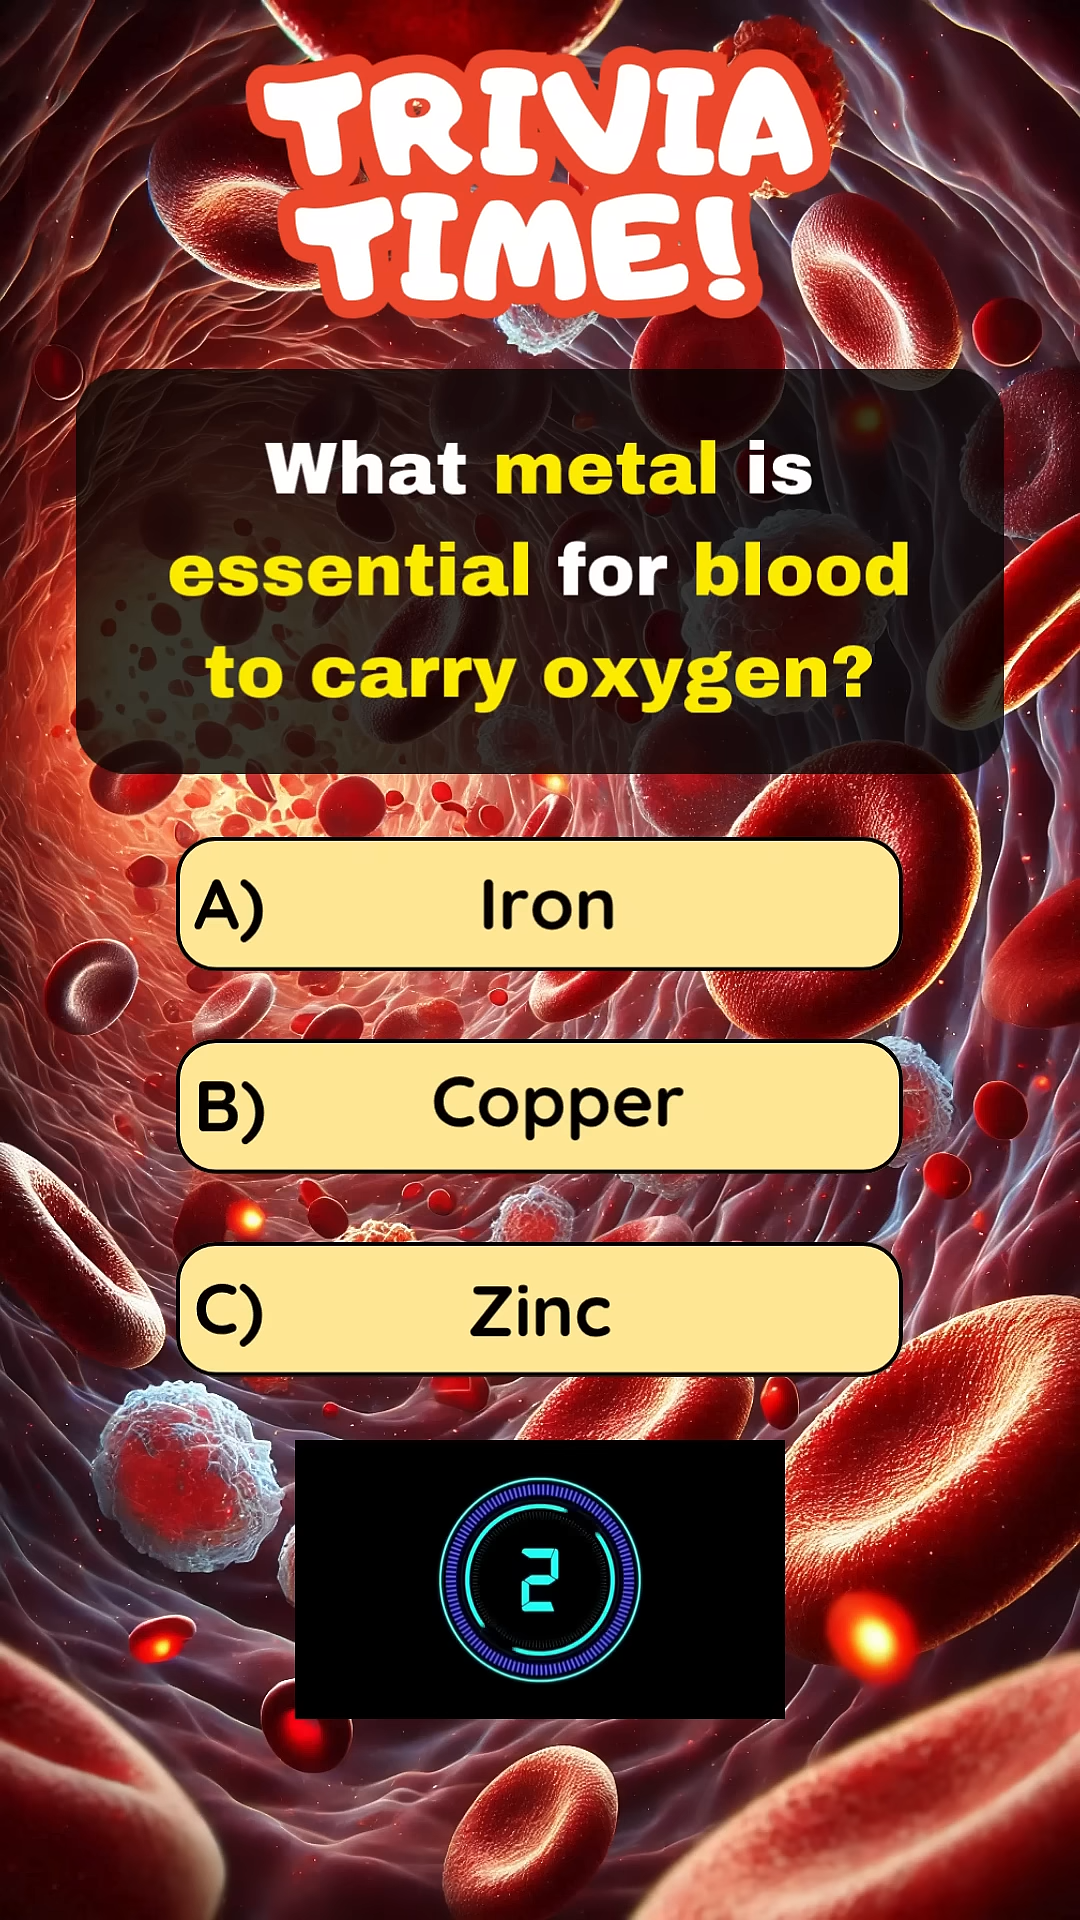 TRIVIA
TIME!
What metal is
essential for blood
to carry oxygen?
A) Iron
B) Copper
C) Zinc
2